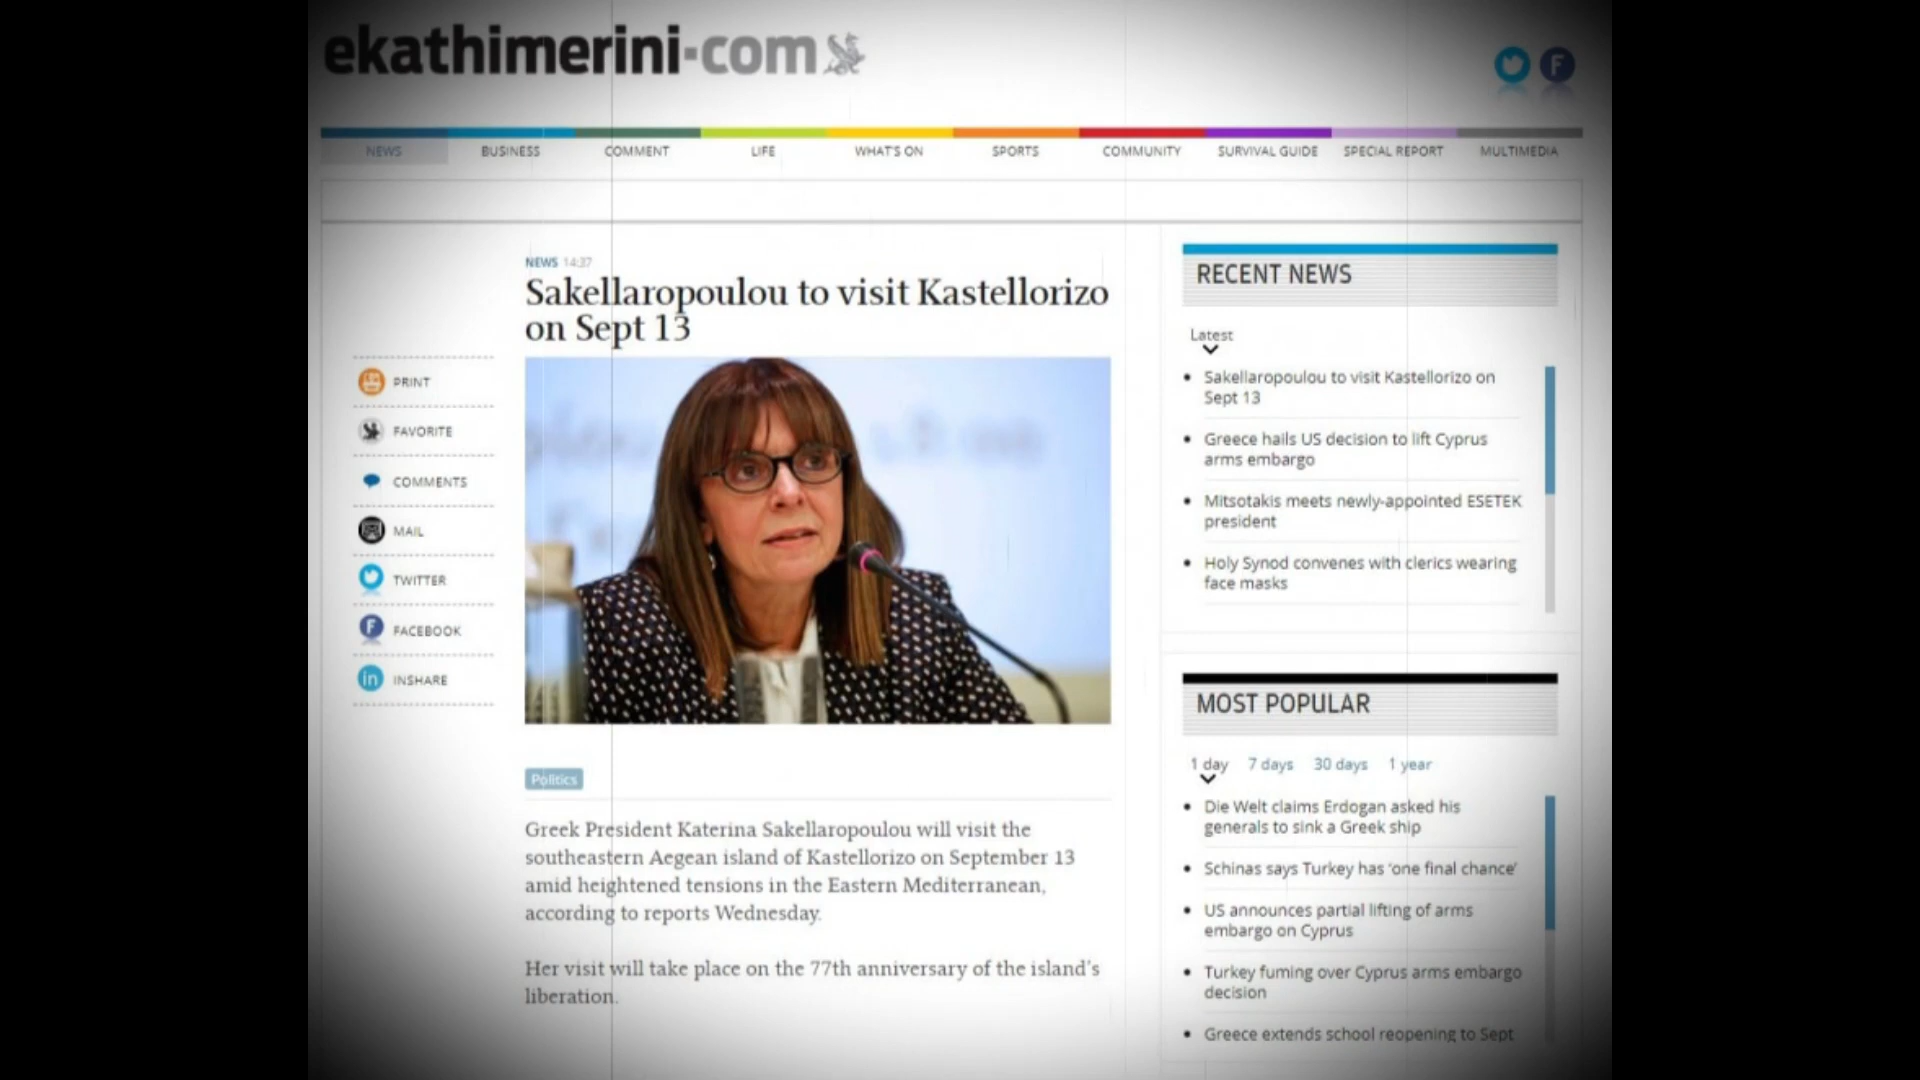 ekathimerini·com
NEWS
BUSINESS
COMMENT
LIFE
WHAT'S ON
SPORTS
COMMUNITY
SURVIVAL GUIDE
SPECIAL REPORT
MULTIMEDIA
NEWS 14:37
Sakellaropoulou to visit Kastellorizo
on Sept 13
PRINT
FAVORITE
COMMENTS
MAIL
TWITTER
FACEBOOK
INSHARE
Politics
Greek President Katerina Sakellaropoulou will visit the
southeastern Aegean island of Kastellorizo on September 13
amid heightened tensions in the Eastern Mediterranean,
according to reports Wednesday.
Her visit will take place on the 77th anniversary of the island's
liberation.
RECENT NEWS
Latest
Sakellaropoulou to visit Kastellorizo on
Sept 13
Greece hails US decision to lift Cyprus
arms embargo
Mitsotakis meets newly-appointed ESETEK
president
Holy Synod convenes with clerics wearing
face masks
MOST POPULAR
1 day 7 days 30 days 1 year
Die Welt claims Erdogan asked his
generals to sink a Greek ship
Schinas says Turkey has 'one final chance'
US announces partial lifting of arms
embargo on Cyprus
Turkey fuming over Cyprus arms embargo
decision
Greece extends school reopening to Sept